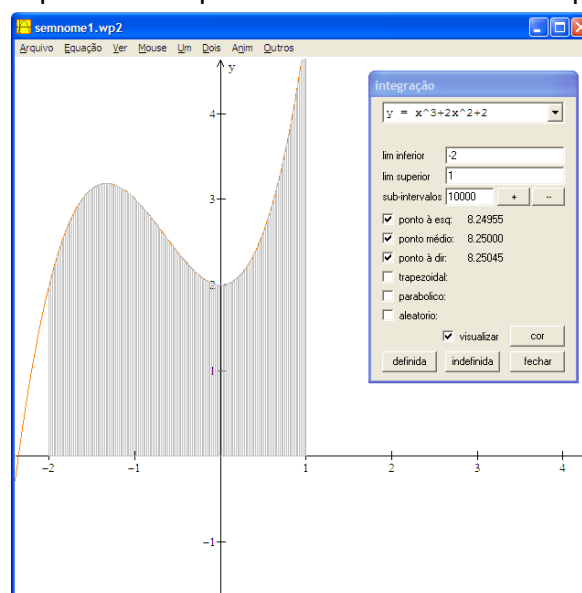 semnome1.wp2
Arquivo Equação Ver Mouse Um Dois Anim Outros
y
4
3
2
1
-1
-2 -1 1 2 3 4
integração
y = x^3+2x^2+2
lim inferior -2
lim superior 1
sub-intervalos 10000 + --
ponto à esq: 8.24955
ponto médio: 8.25000
ponto à dir: 8.25045
trapezoidal:
parabolico:
aleatorio:
visualizar cor
definida indefinida fechar